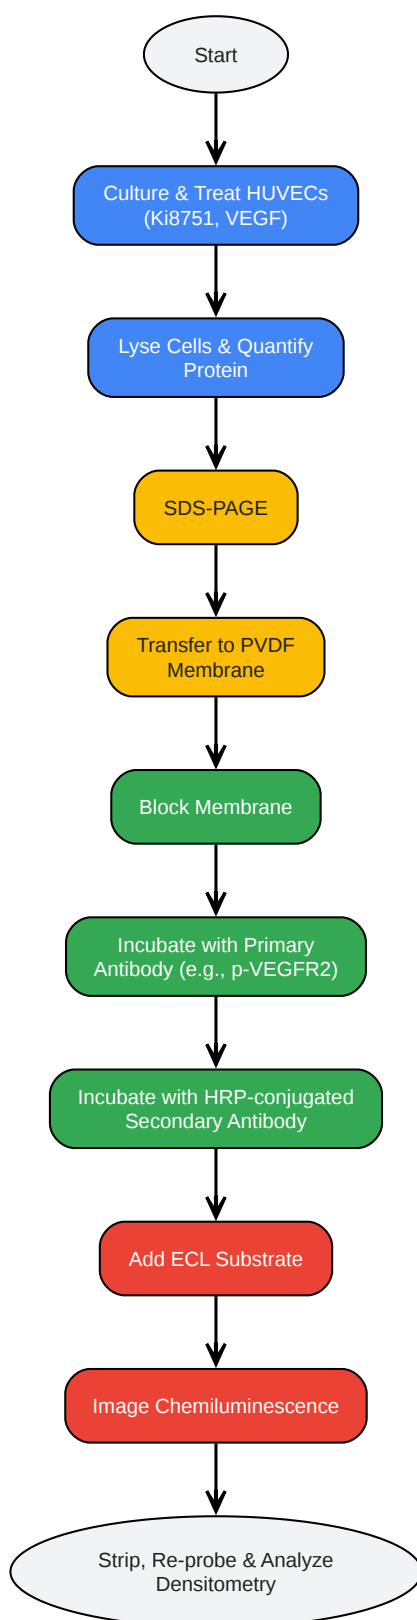 Start
Culture & Treat HUVECs
(Ki8751, VEGF)
Lyse Cells & Quantify
Protein
SDS-PAGE
Transfer to PVDF
Membrane
Block Membrane
Incubate with Primary
Antibody (e.g., p-VEGFR2)
Incubate with HRP-conjugated
Secondary Antibody
Add ECL Substrate
Image Chemiluminescence
Strip, Re-probe & Analyze
Densitometry